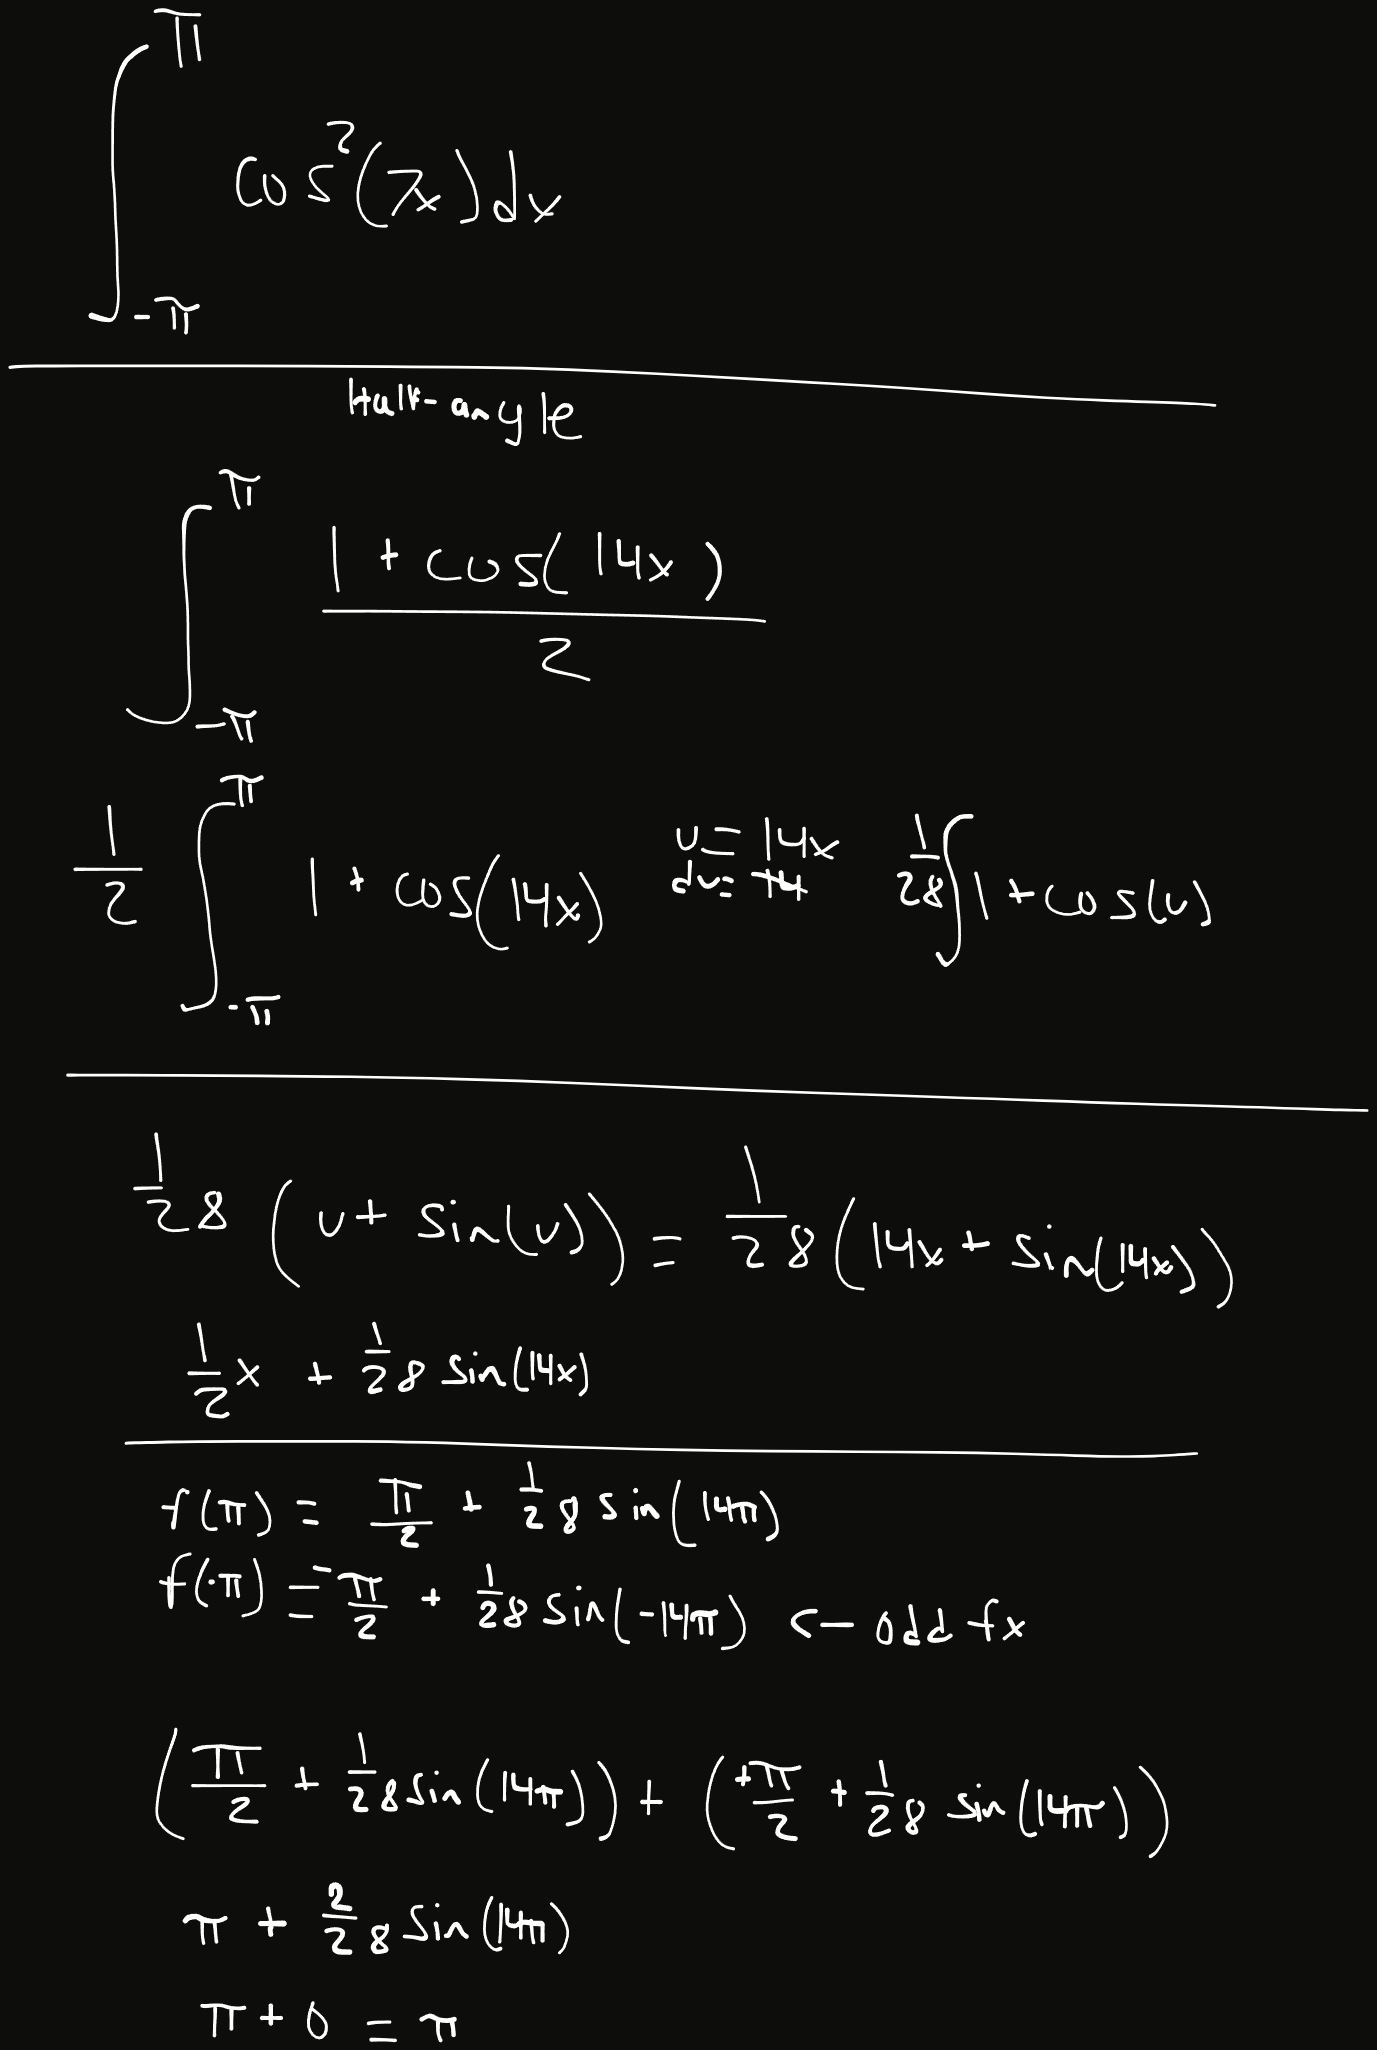 ∫_{-π}^{π} cos²(7x)dx
Half-angle
∫_{-π}^{π} (1 + cos(14x))/2
1/2 ∫_{-π}^{π} 1 + cos(14x) u = 14x du = 14 1/28 ∫ 1 + cos(u)
1/28 (u + sin(u)) = 1/28 (14x + sin(14x))
1/2 x + 1/28 sin(14x)
f(π) = π/2 + 1/28 sin(14π)
f(-π) = -π/2 + 1/28 sin(-14π) <- odd fx
(π/2 + 1/28 sin(14π)) + (+π/2 + 1/28 sin(14π))
π + 2/28 sin(14π)
π + 0 = π